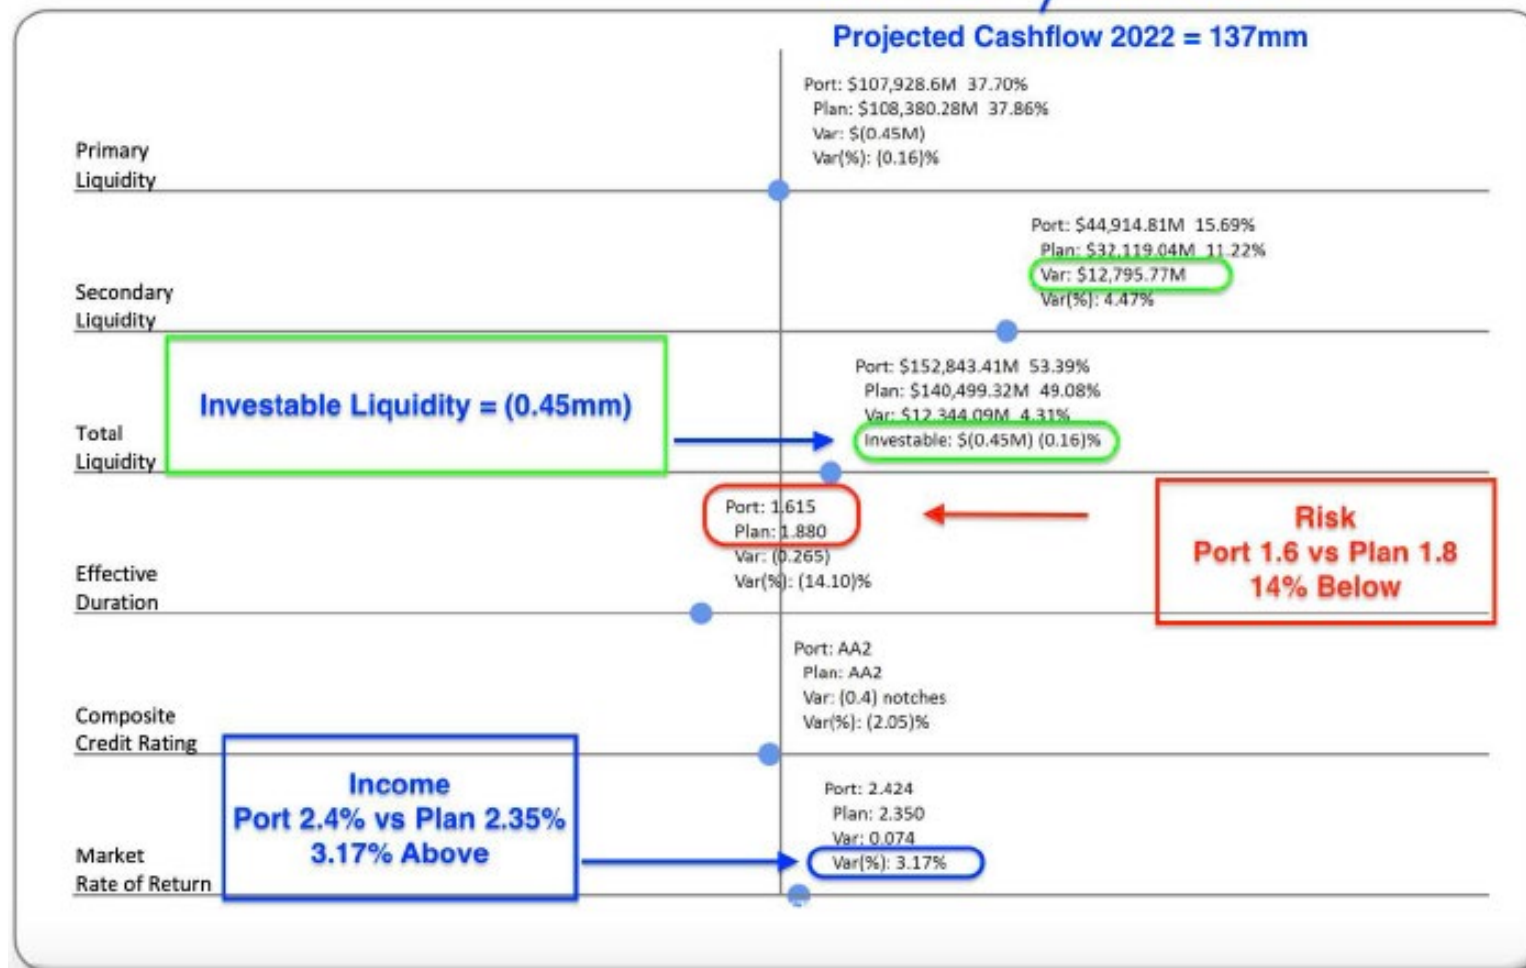 Projected Cashflow 2022 = 137mm
Port: $107,928.6M 37.70%
Plan: $108,380.28M 37.86%
Var: $(0.45M)
Var(%): (0.16)%
Primary
Liquidity
Port: $44,914.81M 15.69%
Plan: $32,119.04M 11.22%
Var: $12,795.77M
Var(%): 4.47%
Secondary
Liquidity
Investable Liquidity = (0.45mm)
Port: $152,843.41M 53.39%
Plan: $140,499.32M 49.08%
Var: $12,344.09M 4.31%
Investable: $(0.45M) (0.16)%
Total
Liquidity
Port: 1.615
Plan: 1.880
Var: (0.265)
Var(%): (14.10)%
Risk
Port 1.6 vs Plan 1.8
14% Below
Effective
Duration
Port: AA2
Plan: AA2
Var: (0.4) notches
Var(%): (2.05)%
Composite
Credit Rating
Income
Port 2.4% vs Plan 2.35%
3.17% Above
Port: 2.424
Plan: 2.350
Var: 0.074
Var(%): 3.17%
Market
Rate of Return